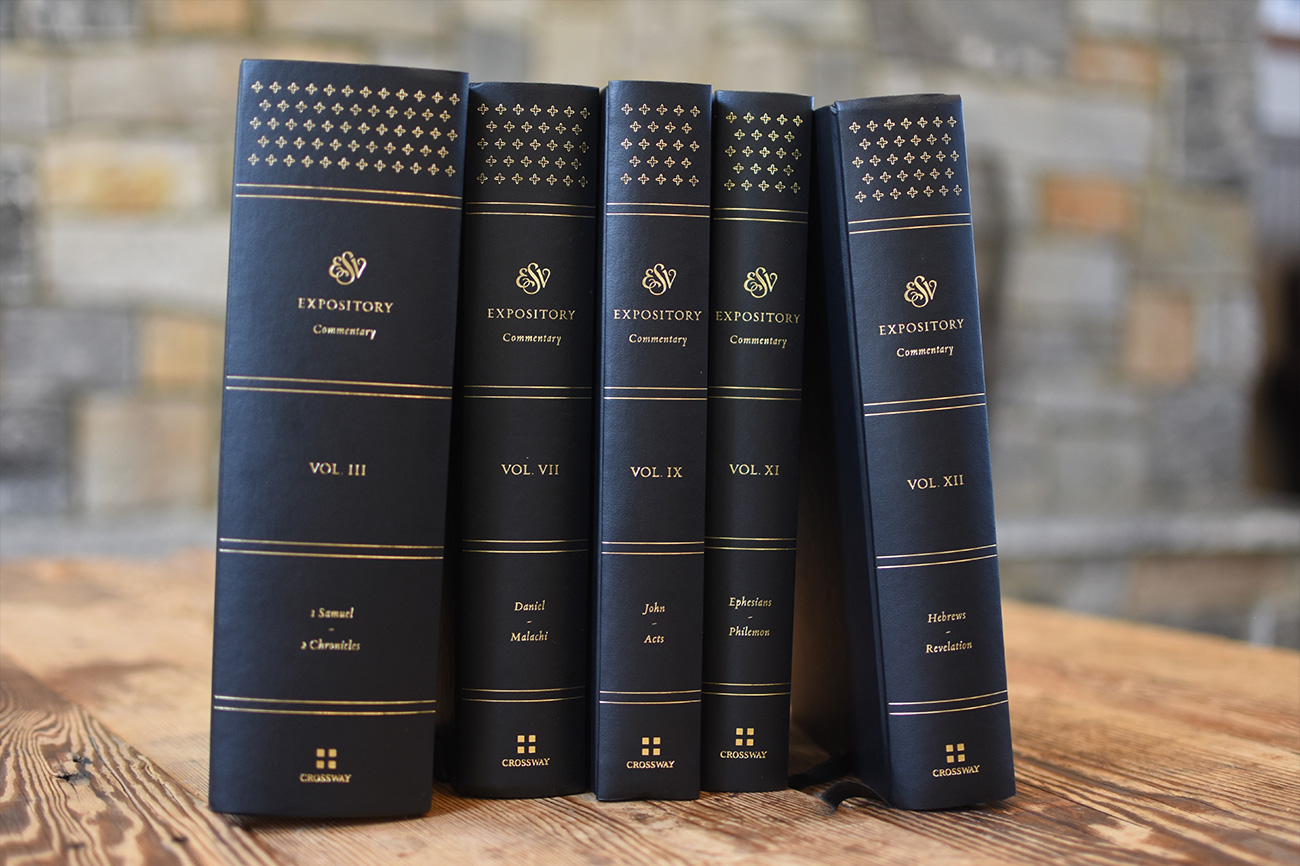 ESV
EXPOSITORY
Commentary
VOL. III
1 Samuel
–
2 Chronicles
CROSSWAY
ESV
EXPOSITORY
Commentary
VOL. VII
Daniel
–
Malachi
CROSSWAY
ESV
EXPOSITORY
Commentary
VOL. IX
John
–
Acts
CROSSWAY
ESV
EXPOSITORY
Commentary
VOL. XI
Ephesians
–
Philemon
CROSSWAY
ESV
EXPOSITORY
Commentary
VOL. XII
Hebrews
–
Revelation
CROSSWAY